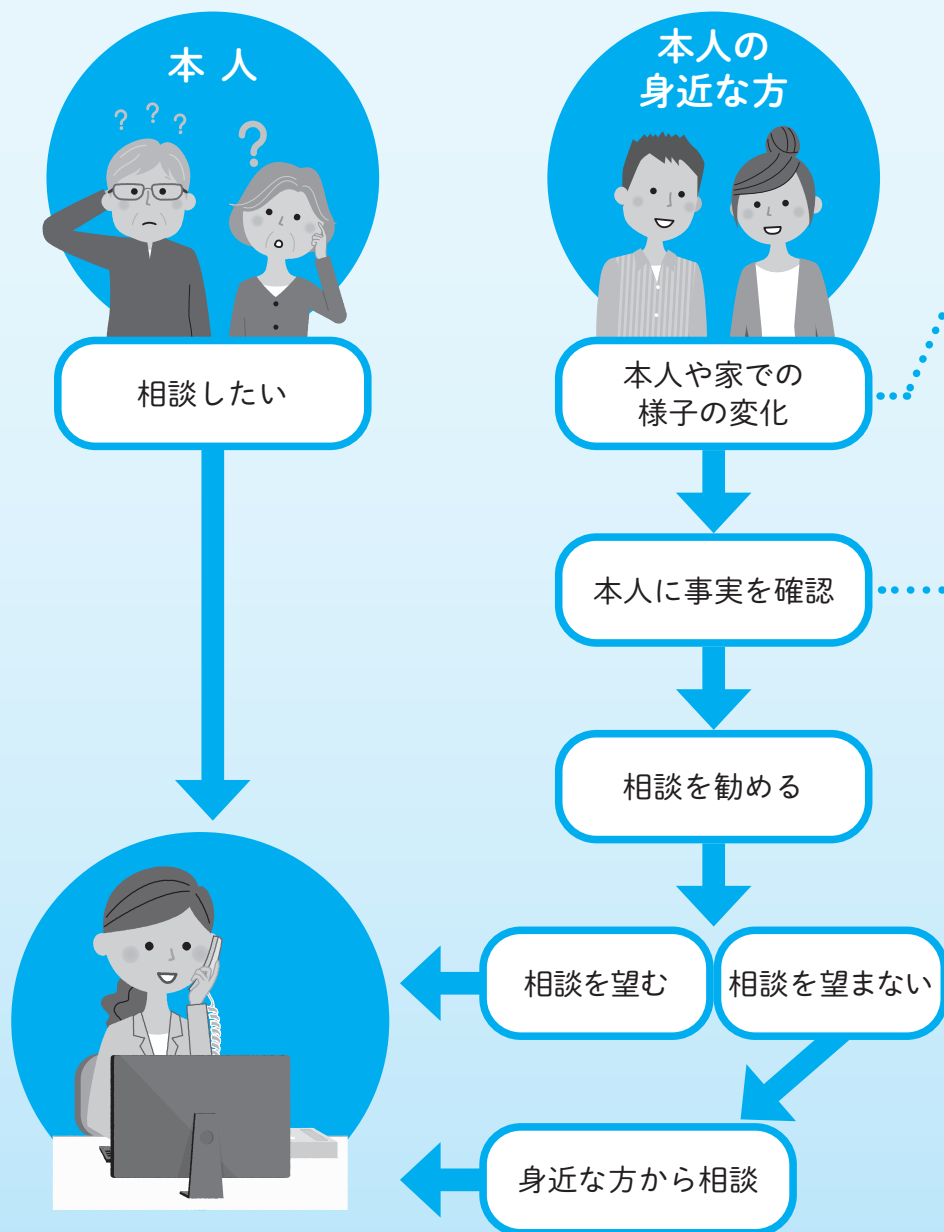 本人
? ? ? ?
相談したい
本人の
身近な方
本人や家での
様子の変化
本人に事実を確認
相談を勧める
相談を望む
相談を望まない
身近な方から相談